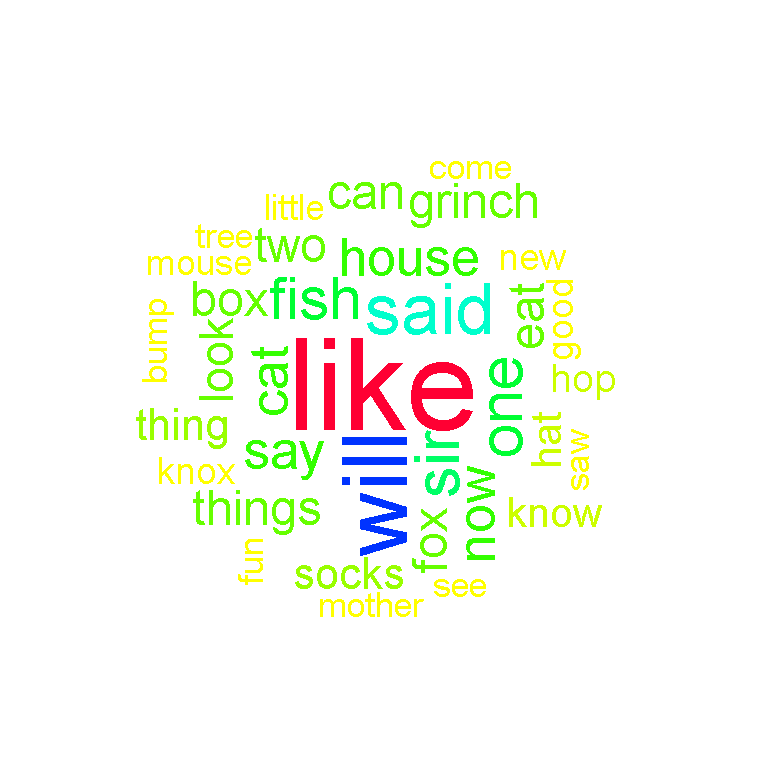 come
little
can
grinch
tree
two
house
new
mouse
box
fish
said
eat
good
bump
look
cat
like
one
hop
thing
say
will
sir
hat
saw
knox
things
fox
now
know
fun
socks
see
mother